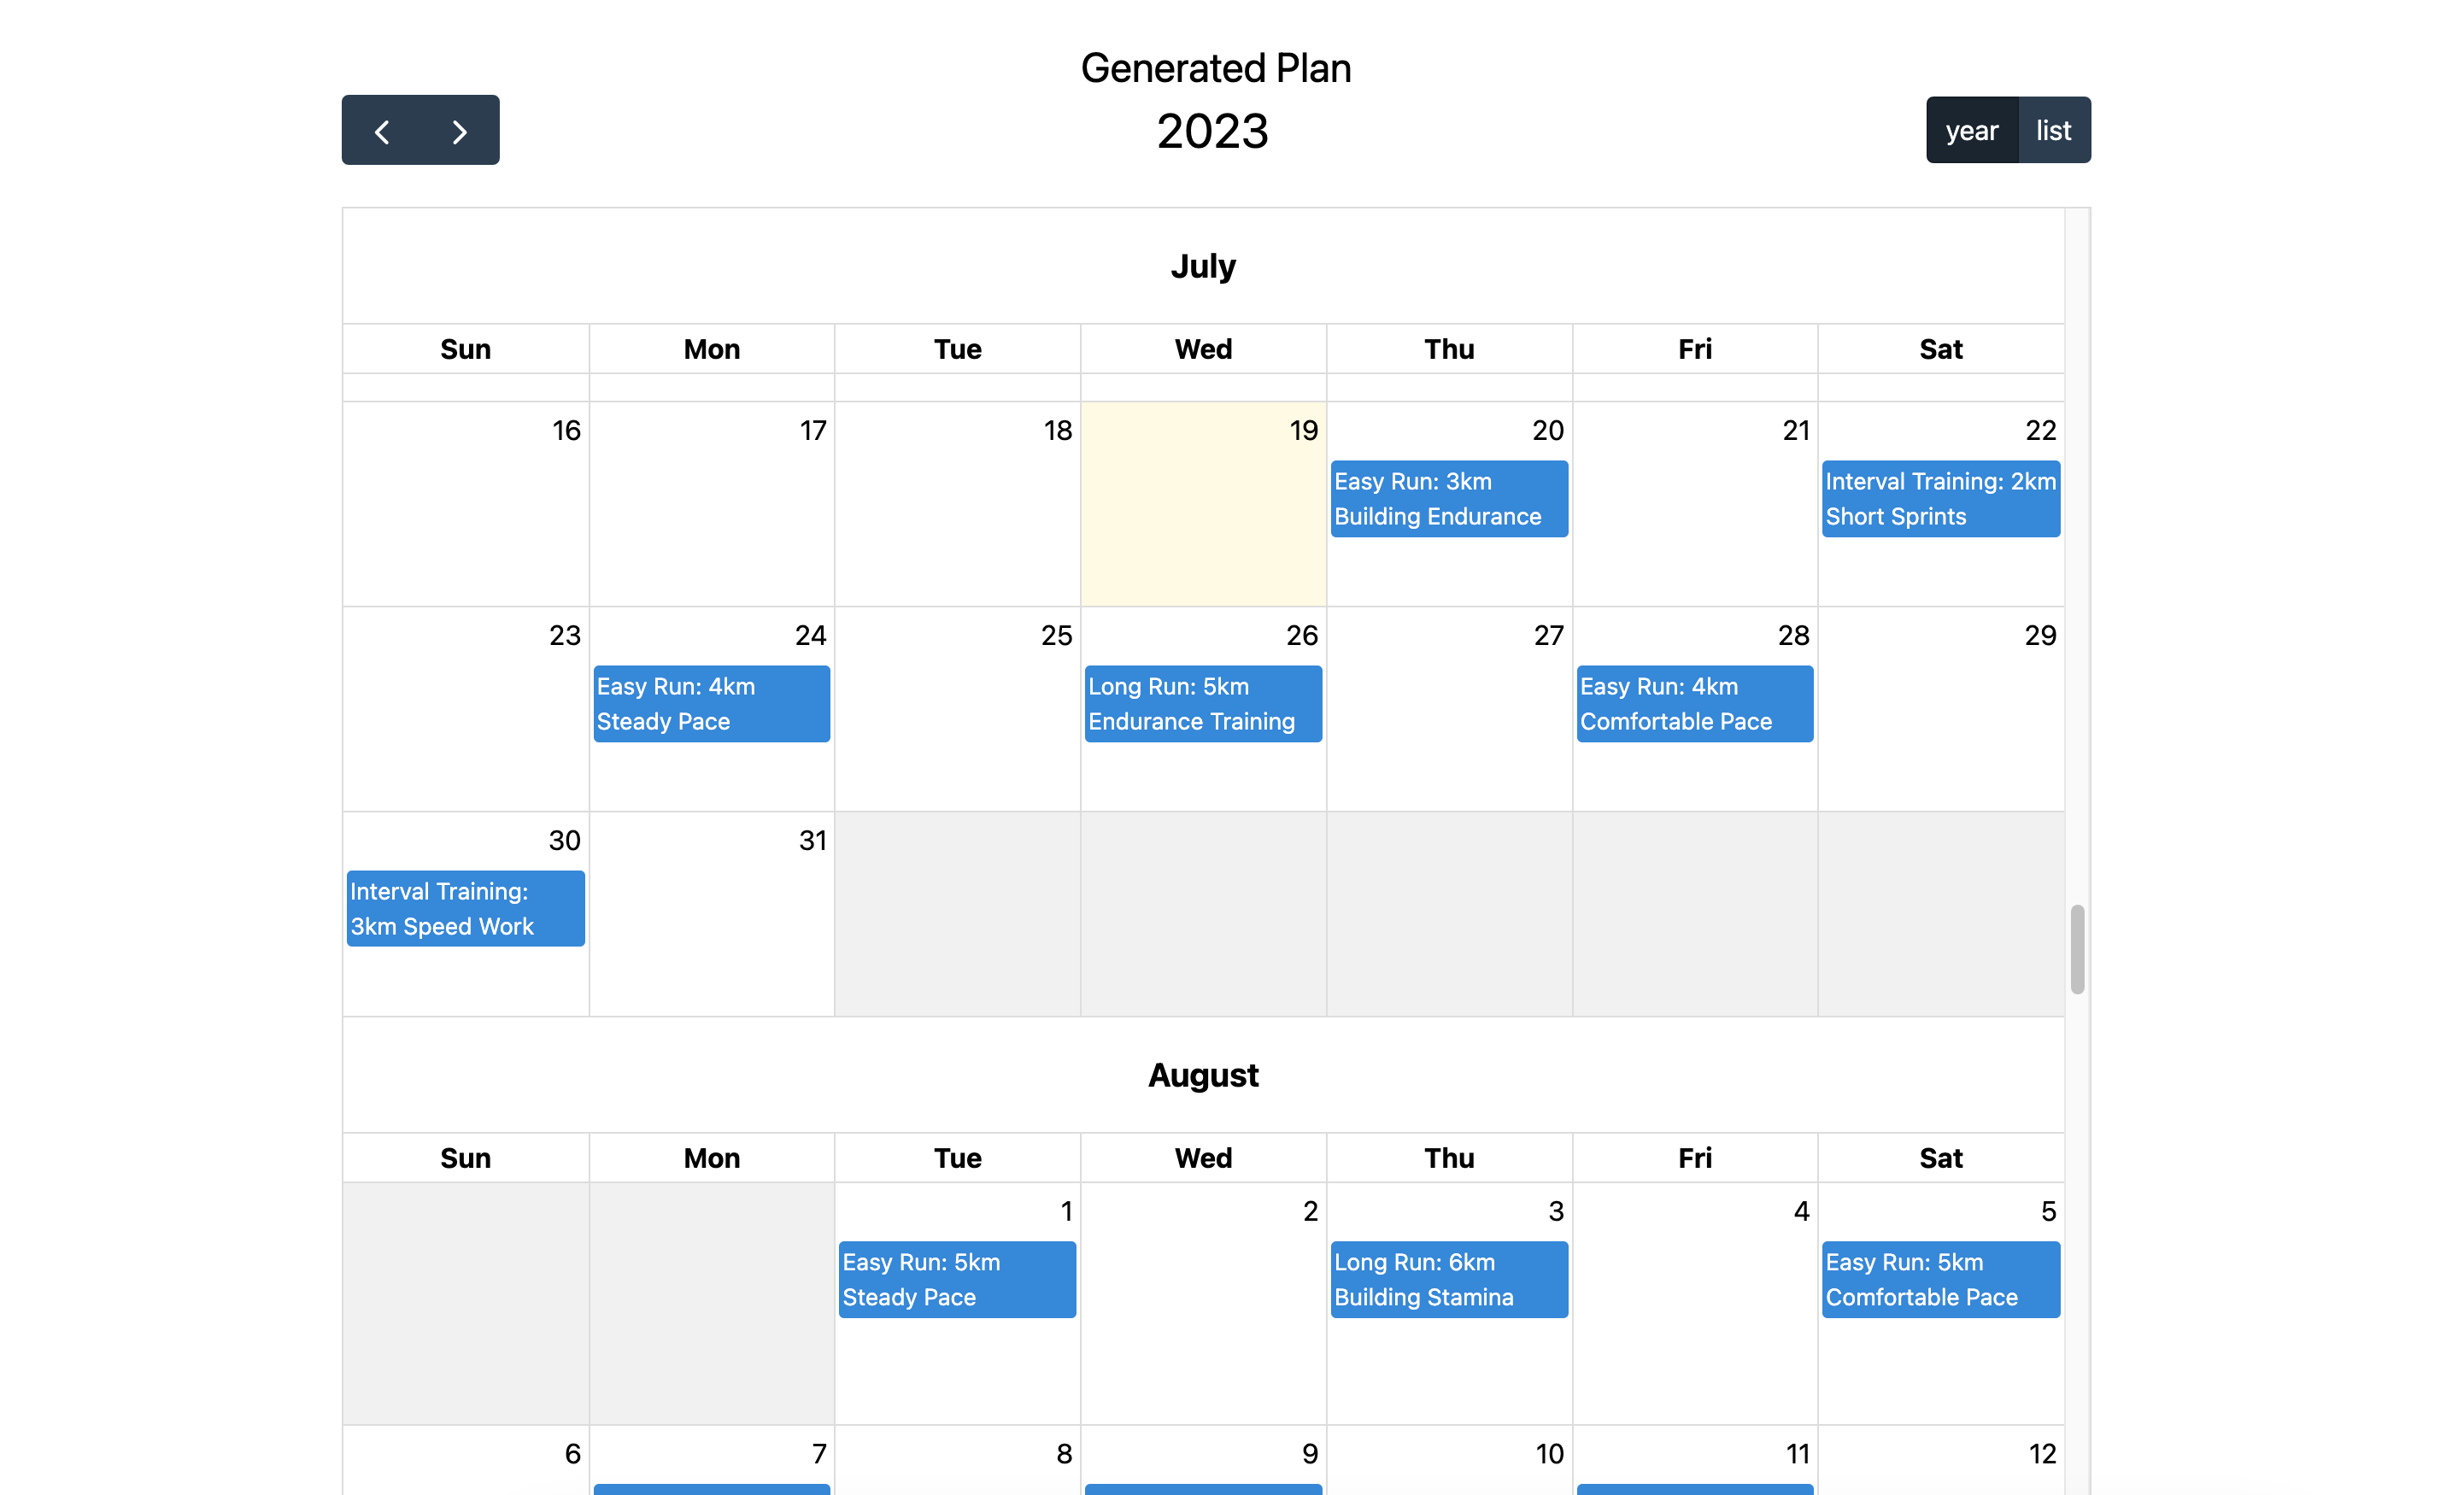 Generated Plan
2023
year list
July
Sun Mon Tue Wed Thu Fri Sat
16 17 18 19 20 21 22
Easy Run: 3km Interval Training: 2km
Building Endurance Short Sprints
23 24 25 26 27 28 29
Easy Run: 4km Long Run: 5km Easy Run: 4km
Steady Pace Endurance Training Comfortable Pace
30 31
Interval Training:
3km Speed Work
August
Sun Mon Tue Wed Thu Fri Sat
1 2 3 4 5
Easy Run: 5km Long Run: 6km Easy Run: 5km
Steady Pace Building Stamina Comfortable Pace
6 7 8 9 10 11 12